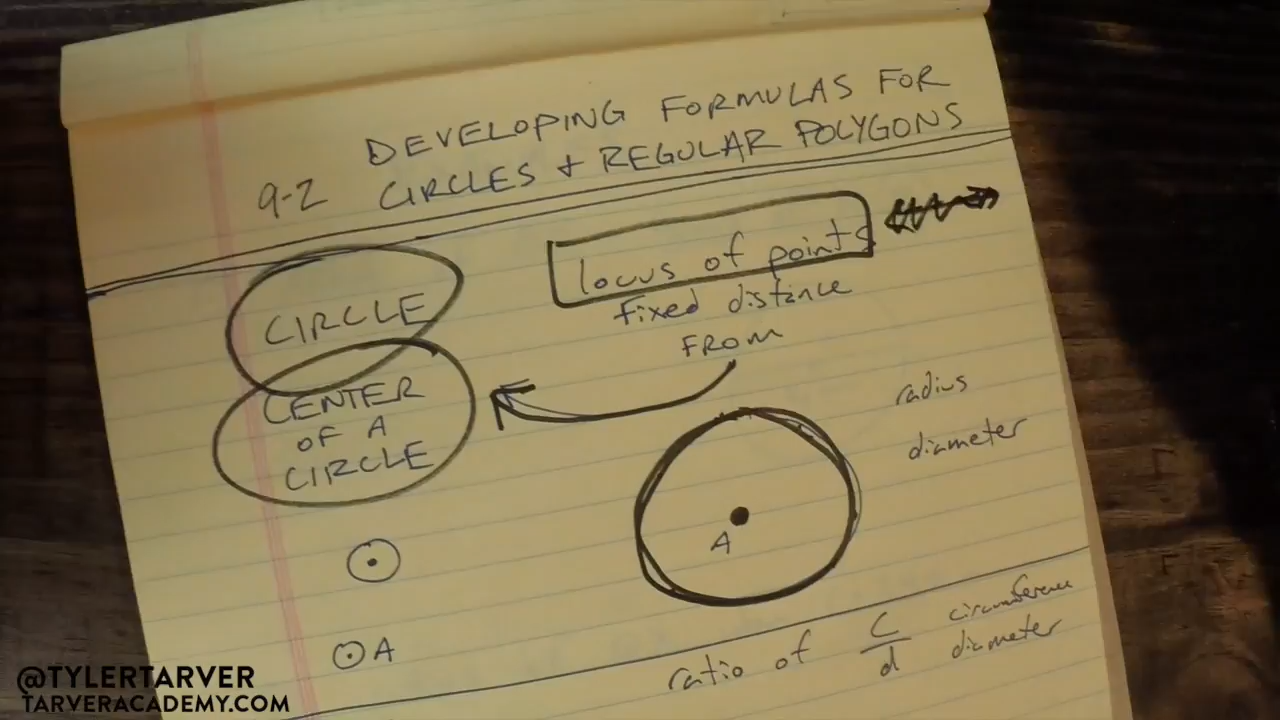 DEVELOPING FORMULAS FOR
9-2 CIRCLES + REGULAR POLYGONS
CIRCLE
locus of points
fixed distance
FROM
CENTER
OF A
CIRCLE
radius
diameter
A
A
ratio of C/d circumference
diameter
@TYLERTARVER
TARVERACADEMY.COM